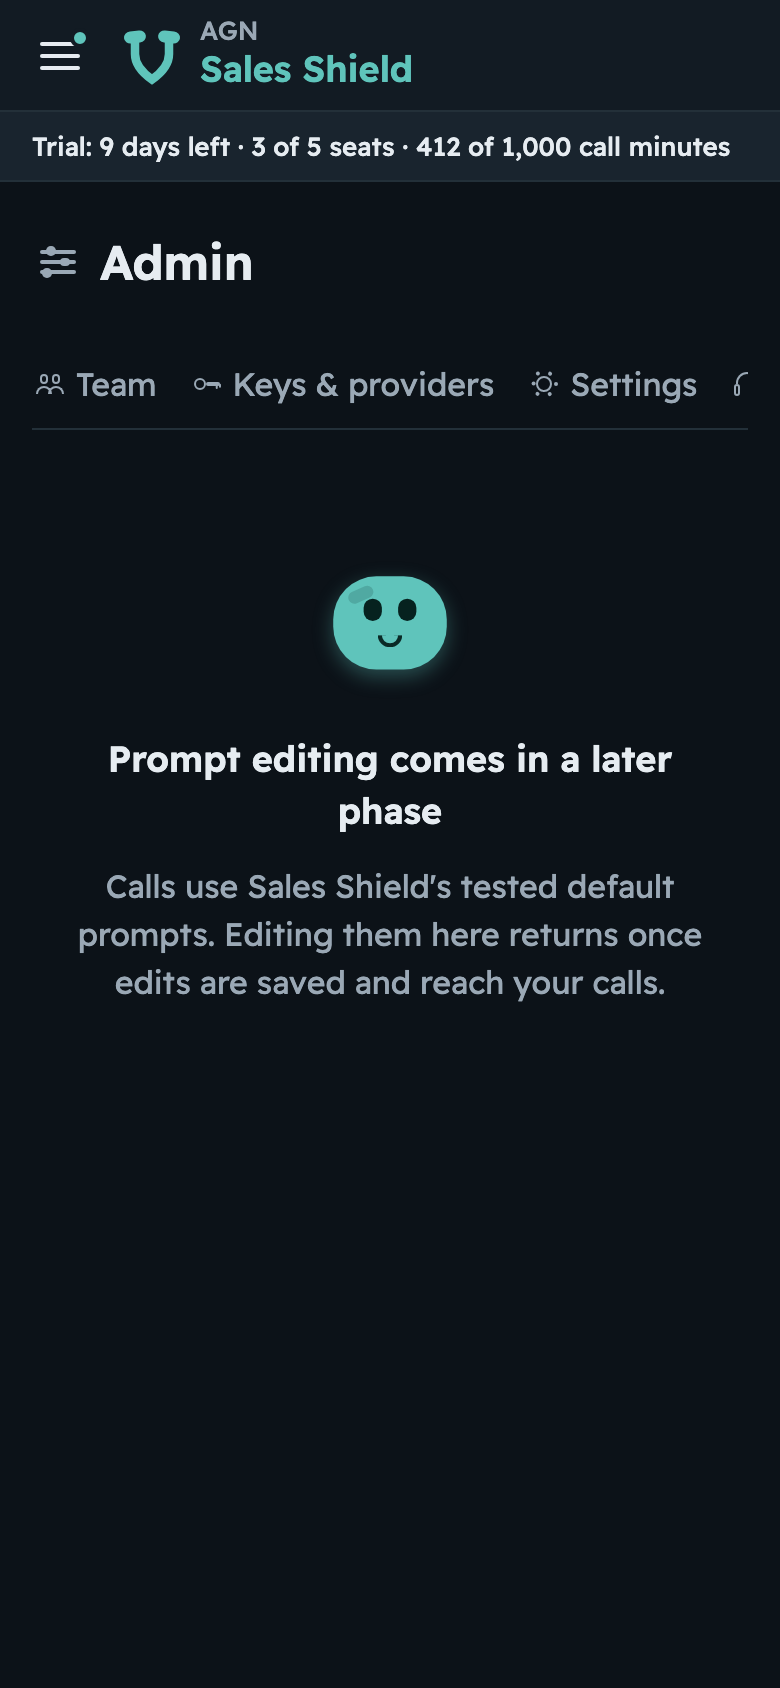 AGN
Sales Shield
Trial: 9 days left · 3 of 5 seats · 412 of 1,000 call minutes
Admin
Team
Keys & providers
Settings
Prompt editing comes in a later
phase
Calls use Sales Shield's tested default
prompts. Editing them here returns once
edits are saved and reach your calls.